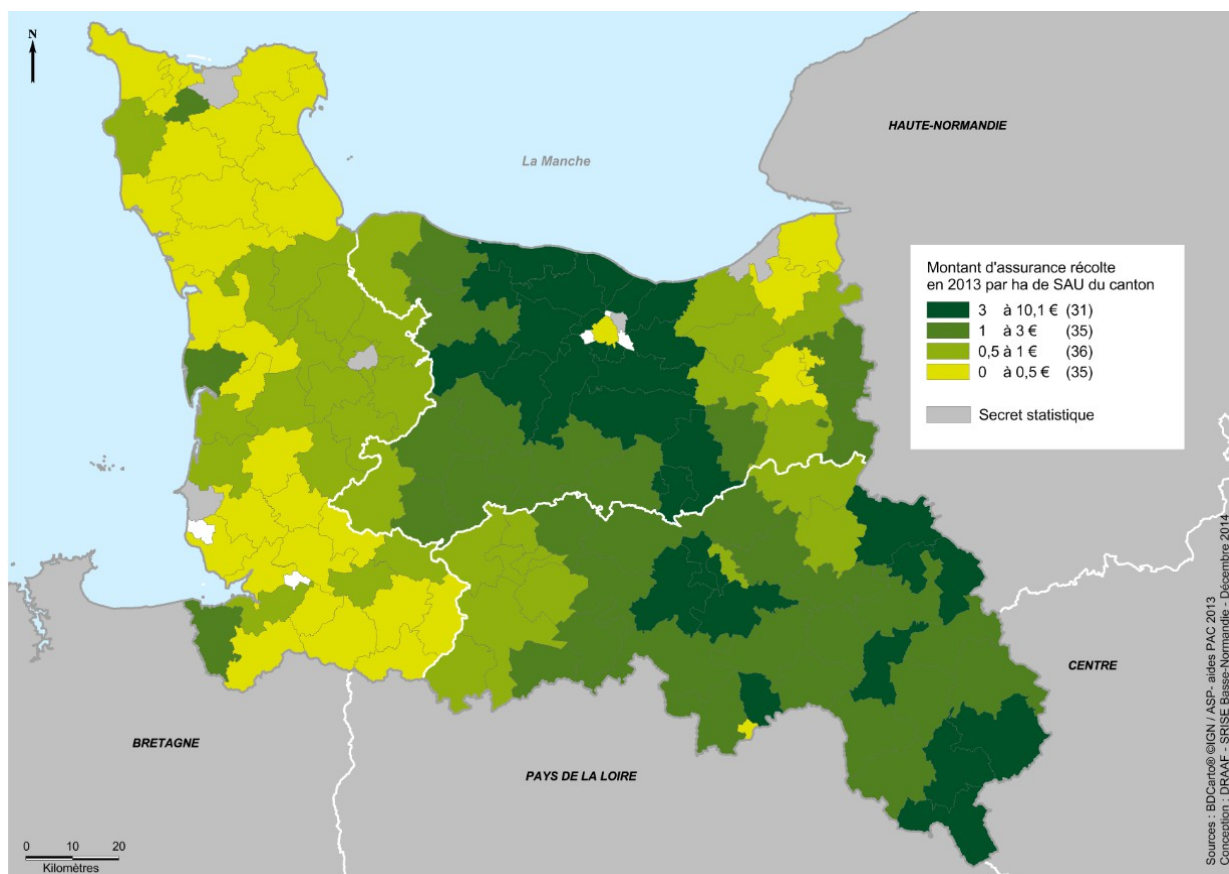 N
HAUTE-NORMANDIE
La Manche
Montant d'assurance récolte
en 2013 par ha de SAU du canton
3 à 10,1 € (31)
1 à 3 € (35)
0,5 à 1 € (36)
0 à 0,5 € (35)
Secret statistique
CENTRE
BRETAGNE
PAYS DE LA LOIRE
0 10 20
Kilomètres
Sources : BDCarto® ©IGN / ASP- aides PAC 2013
Conception : DRAAF - SRISE Basse-Normandie - Décembre 2014